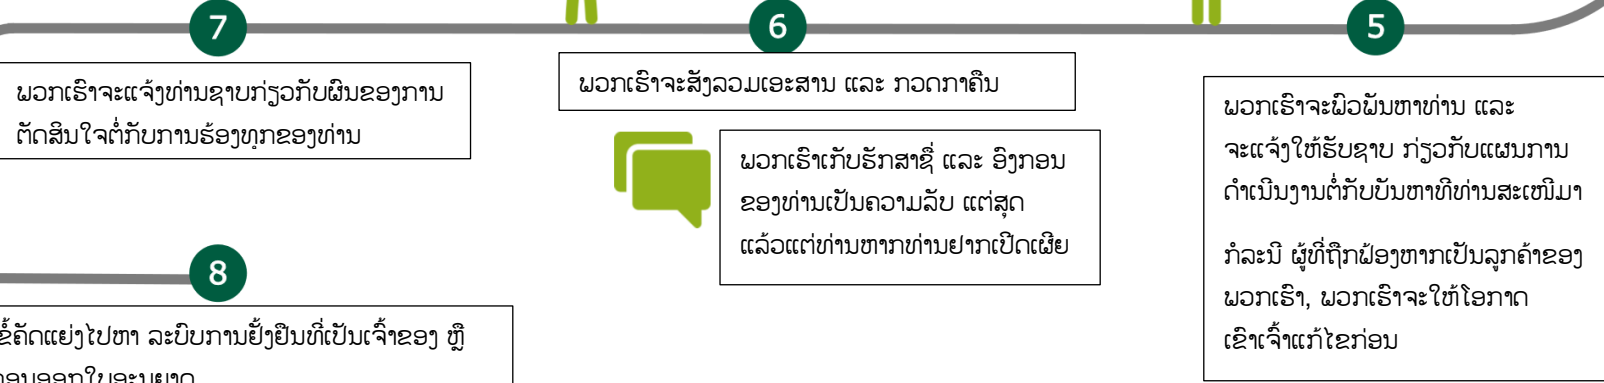 7
6
5
ພວກເຮົາຈະແຈ້ງທ່ານຊາບກ່ຽວກັບຜົນຂອງການ
ຕັດສິນໃຈຕໍ່ກັບການຮ້ອງທຸກຂອງທ່ານ
ພວກເຮົາຈະສັງລວມເອະສານ ແລະ ກວດກາຄືນ
ພວກເຮົາເກັບຮັກສາຊື່ ແລະ ອົງກອນ
ຂອງທ່ານເປັນຄວາມລັບ ແຕ່ສຸດ
ແລ້ວແຕ່ທ່ານຫາກທ່ານຢາກເປີດເຜີຍ
ພວກເຮົາຈະພົວພັນຫາທ່ານ ແລະ
ຈະແຈ້ງໃຫ້ຮັບຊາບ ກ່ຽວກັບແຜນການ
ດຳເນີນງານຕໍ່ກັບບັນຫາທີທ່ານສະເໜີມາ
ກໍລະນີ ຜູ້ທີ່ຖືກຟ້ອງຫາກເປັນລູກຄ້າຂອງ
ພວກເຮົາ, ພວກເຮົາຈະໃຫ້ໂອກາດ
ເຂົາເຈົ້າແກ້ໄຂກ່ອນ
8
ຂໍ້ຄັດແຍ່ງໄປຫາ ລະບົບການຢັ້ງຢືນທີ່ເປັນເຈົ້າຂອງ ຫຼື